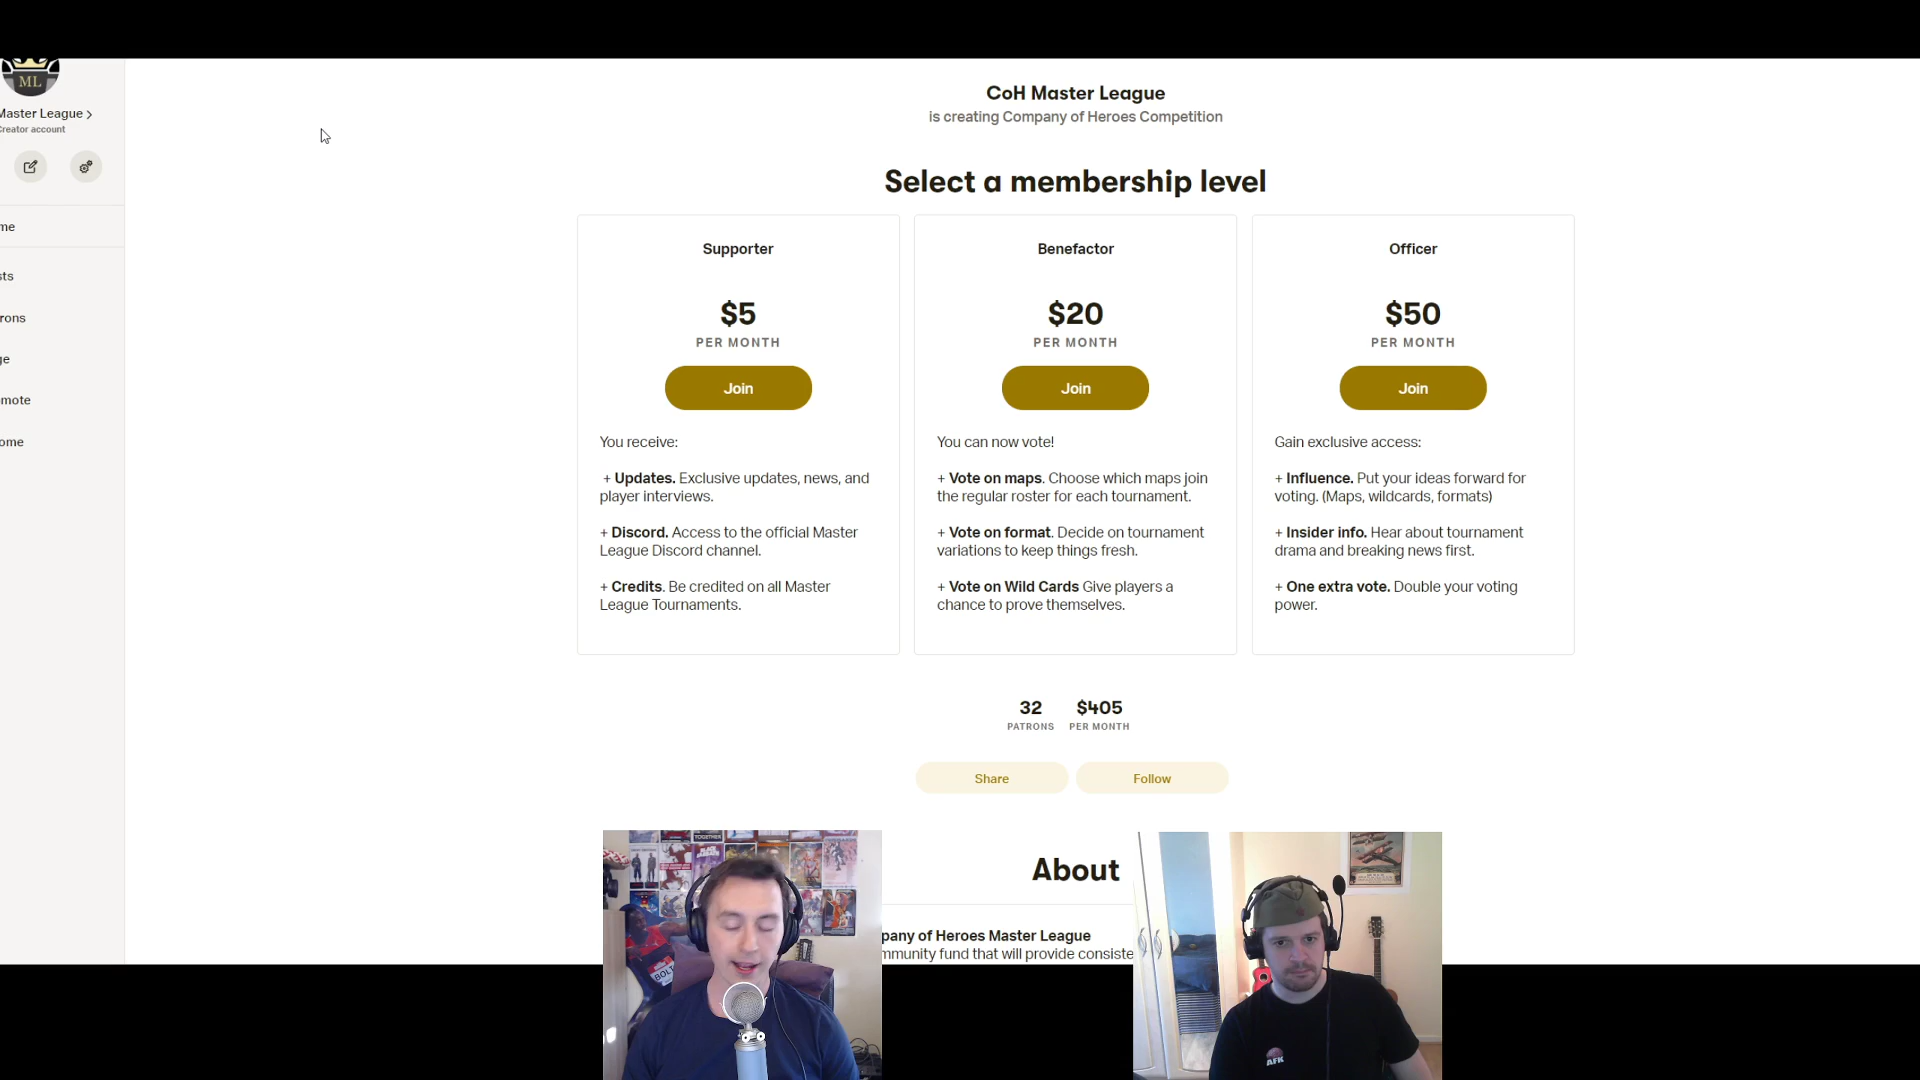 ML
Master League >
Creator account
me
sts
rons
ge
mote
ome
CoH Master League
is creating Company of Heroes Competition
Select a membership level
Supporter
$5
PER MONTH
Join
You receive:
+ Updates. Exclusive updates, news, and
player interviews.
+ Discord. Access to the official Master
League Discord channel.
+ Credits. Be credited on all Master
League Tournaments.
Benefactor
$20
PER MONTH
Join
You can now vote!
+ Vote on maps. Choose which maps join
the regular roster for each tournament.
+ Vote on format. Decide on tournament
variations to keep things fresh.
+ Vote on Wild Cards Give players a
chance to prove themselves.
Officer
$50
PER MONTH
Join
Gain exclusive access:
+ Influence. Put your ideas forward for
voting. (Maps, wildcards, formats)
+ Insider info. Hear about tournament
drama and breaking news first.
+ One extra vote. Double your voting
power.
32
PATRONS
$405
PER MONTH
Share
Follow
About
pany of Heroes Master League
mmunity fund that will provide consiste
TOGETHER
BLACK SABBATH
BOLT
AFK